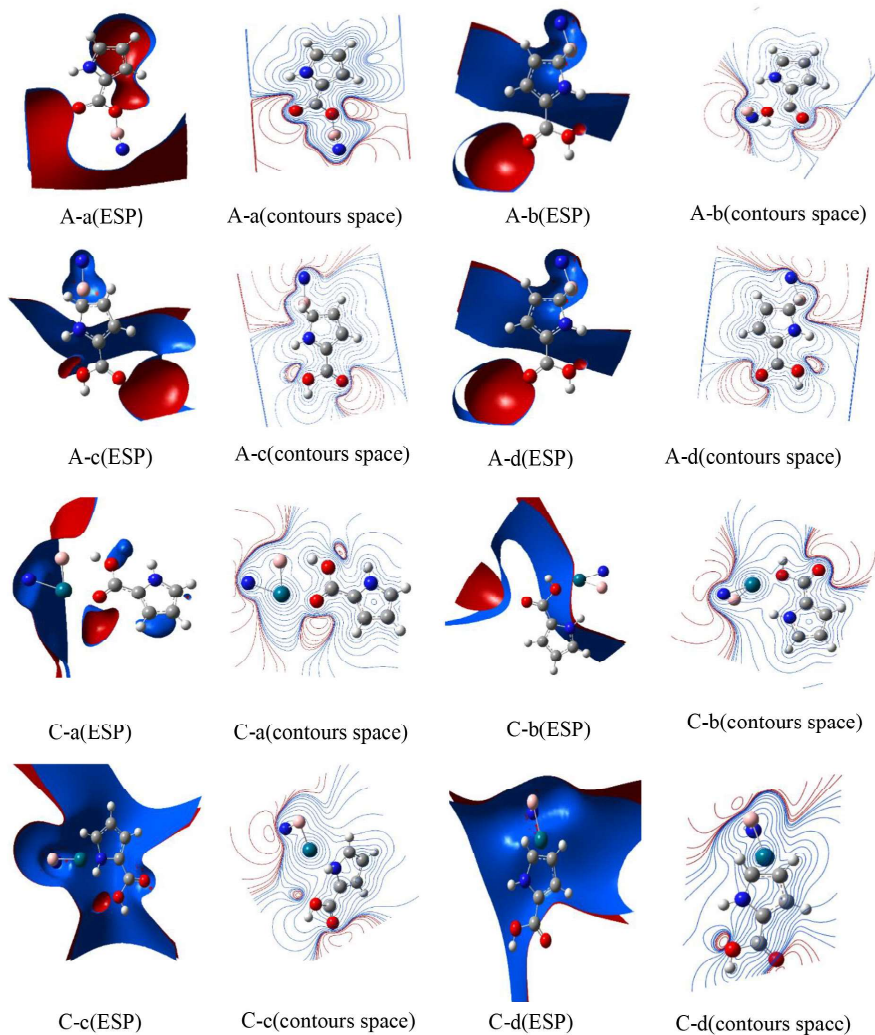 A-a(ESP) A-a(contours space) A-b(ESP) A-b(contours space)
A-c(ESP) A-c(contours space) A-d(ESP) A-d(contours space)
C-a(ESP) C-a(contours space) C-b(ESP) C-b(contours space)
C-c(ESP) C-c(contours space) C-d(ESP) C-d(contours space)